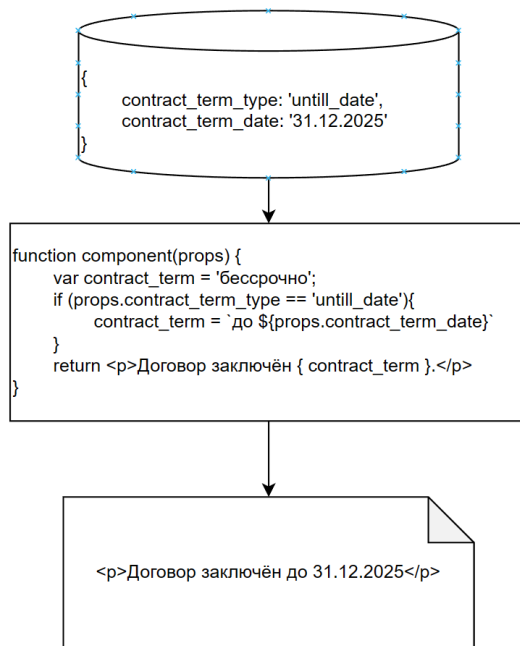 {
contract_term_type: 'untill_date',
contract_term_date: '31.12.2025'
}
function component(props) {
var contract_term = 'бессрочно';
if (props.contract_term_type == 'untill_date'){
contract_term = `до ${props.contract_term_date}`
}
return <p>Договор заключён { contract_term }.</p>
}
<p>Договор заключён до 31.12.2025</p>